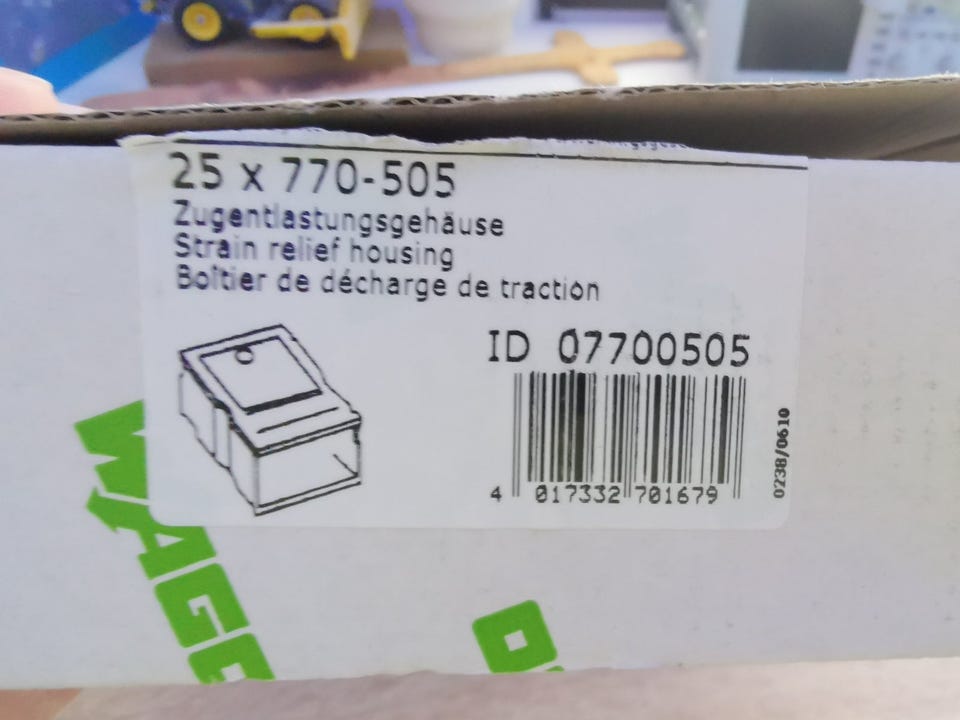 25 x 770-505
Zugentlastungsgehäuse
Strain relief housing
Boîtier de décharge de traction
ID 07700505
4 017332 701679
0238/0610
WAGO